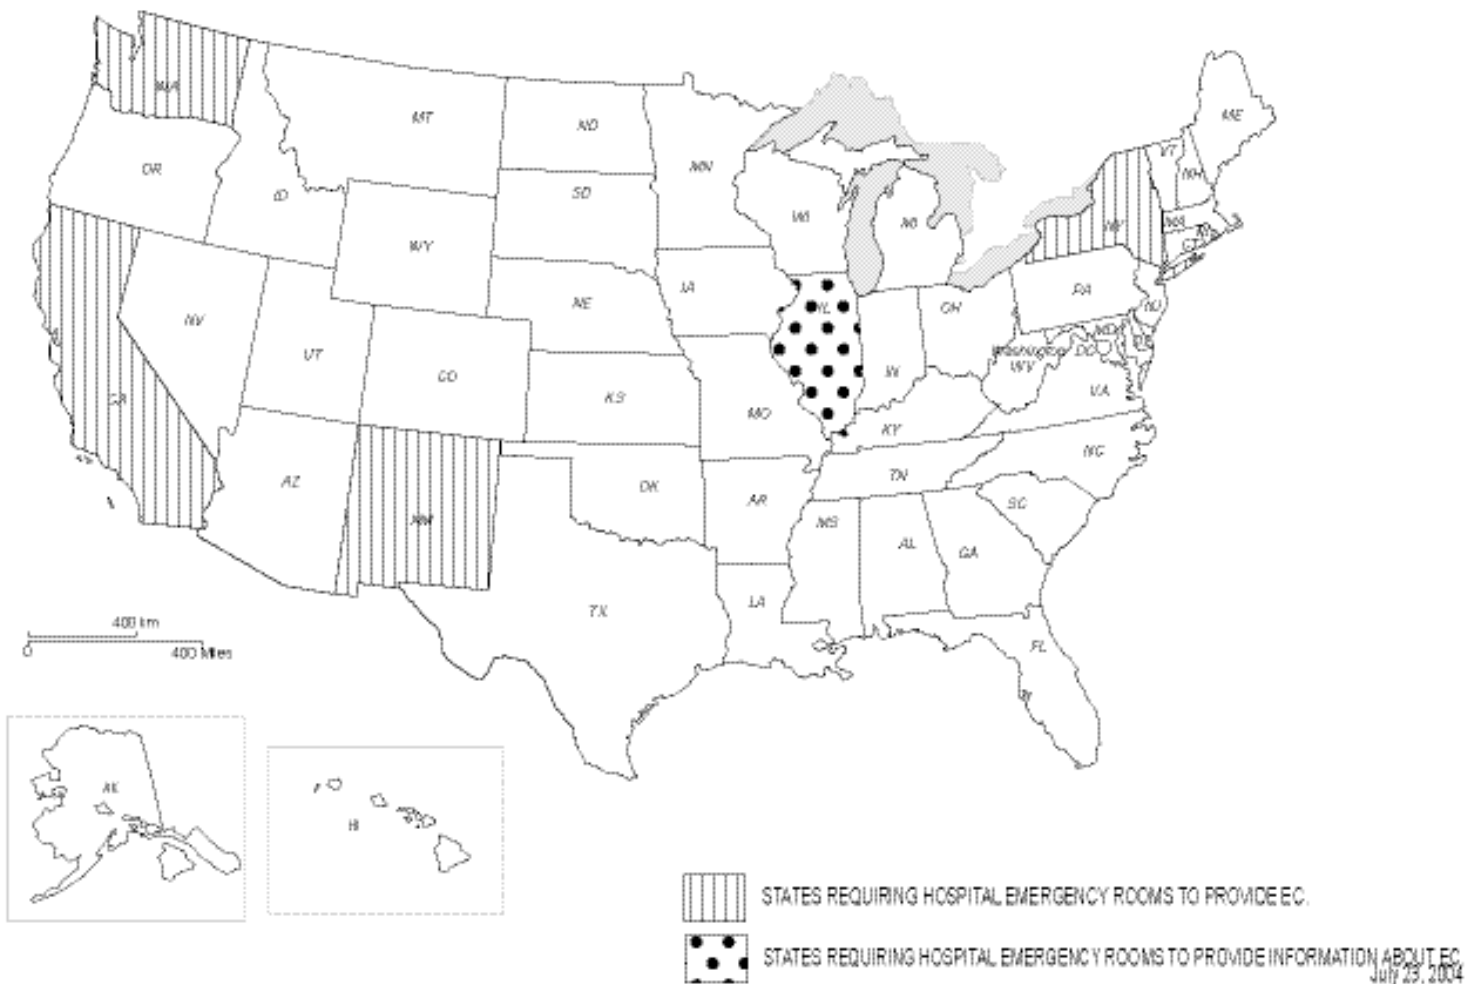 WA
MT
ND
MN
ME
VT
NH
OR
ID
SD
WI
MI
NY
MA
RI
CT
WY
IA
PA
NE
IL
OH
NJ
NV
MD
DE
UT
CO
IN
Washington DC
WV
VA
CA
KS
MO
KY
NC
AZ
OK
TN
NM
AR
MS
SC
AL
GA
TX
LA
FL
400 km
0
400 Miles
AK
HI
STATES REQUIRING HOSPITAL EMERGENCY ROOMS TO PROVIDE EC.
STATES REQUIRING HOSPITAL EMERGENCY ROOMS TO PROVIDE INFORMATION ABOUT EC.
July 23, 2004